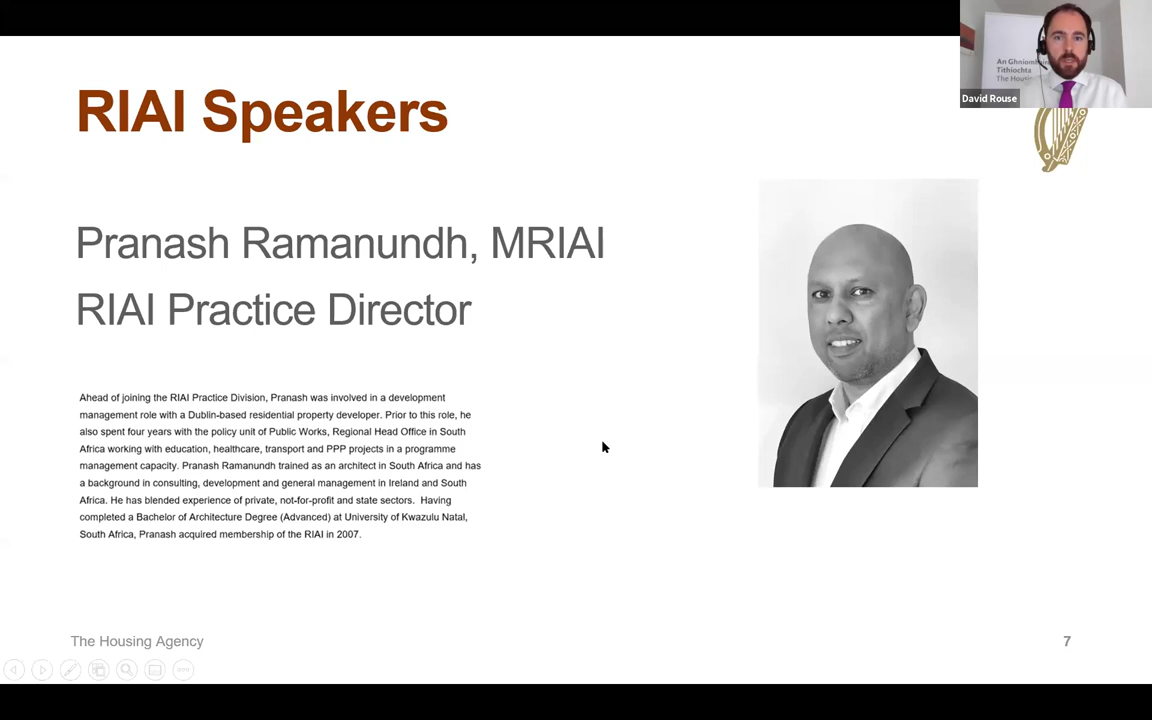 RIAI Speakers
An Ghníomh
Tithíochta
The Housi
David Rouse
Pranash Ramanundh, MRIAI
RIAI Practice Director
Ahead of joining the RIAI Practice Division, Pranash was involved in a development
management role with a Dublin-based residential property developer. Prior to this role, he
also spent four years with the policy unit of Public Works, Regional Head Office in South
Africa working with education, healthcare, transport and PPP projects in a programme
management capacity. Pranash Ramanundh trained as an architect in South Africa and has
a background in consulting, development and general management in Ireland and South
Africa. He has blended experience of private, not-for-profit and state sectors.  Having
completed a Bachelor of Architecture Degree (Advanced) at University of Kwazulu Natal,
South Africa, Pranash acquired membership of the RIAI in 2007.
The Housing Agency
7